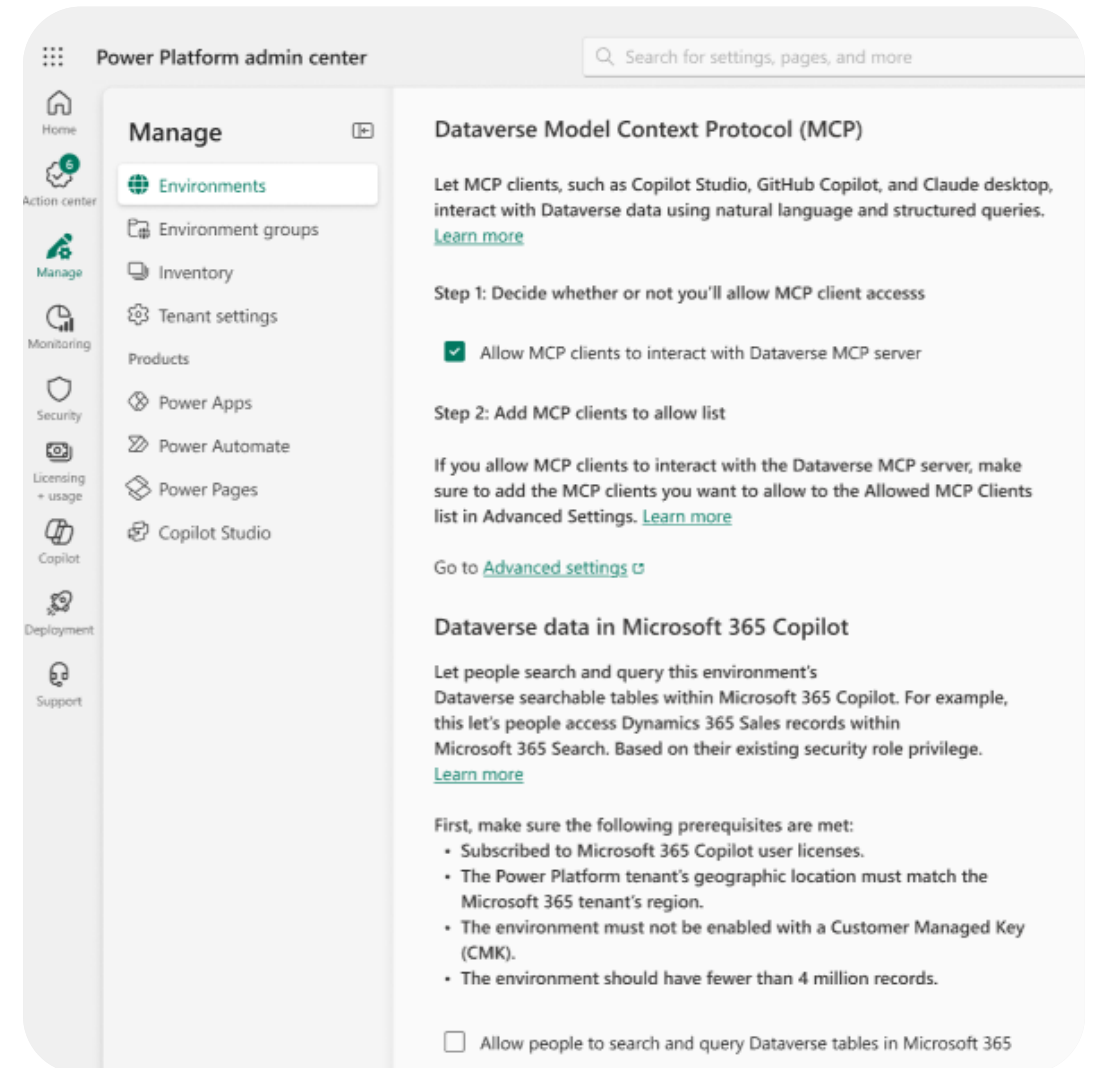 Power Platform admin center
Search for settings, pages, and more
Home
6
Action center
Manage
Monitoring
Security
Licensing
+ usage
Copilot
Deployment
Support
Manage
Environments
Environment groups
Inventory
Tenant settings
Products
Power Apps
Power Automate
Power Pages
Copilot Studio
Dataverse Model Context Protocol (MCP)
Let MCP clients, such as Copilot Studio, GitHub Copilot, and Claude desktop,
interact with Dataverse data using natural language and structured queries.
Learn more
Step 1: Decide whether or not you'll allow MCP client accesss
Allow MCP clients to interact with Dataverse MCP server
Step 2: Add MCP clients to allow list
If you allow MCP clients to interact with the Dataverse MCP server, make
sure to add the MCP clients you want to allow to the Allowed MCP Clients
list in Advanced Settings. Learn more
Go to Advanced settings
Dataverse data in Microsoft 365 Copilot
Let people search and query this environment's
Dataverse searchable tables within Microsoft 365 Copilot. For example,
this let's people access Dynamics 365 Sales records within
Microsoft 365 Search. Based on their existing security role privilege.
Learn more
First, make sure the following prerequisites are met:
• Subscribed to Microsoft 365 Copilot user licenses.
• The Power Platform tenant's geographic location must match the
Microsoft 365 tenant's region.
• The environment must not be enabled with a Customer Managed Key
(CMK).
• The environment should have fewer than 4 million records.
Allow people to search and query Dataverse tables in Microsoft 365